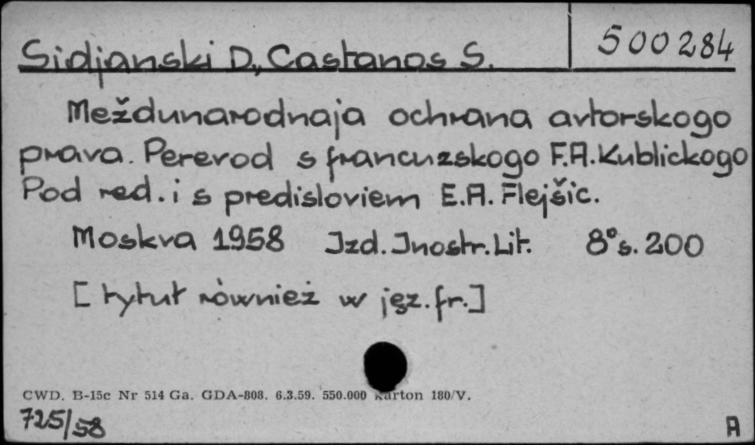 500284
Sidjanski D., Castanos S.
Meždunarodnaja ochrana avtorskogo
prava. Perevod s francuzskogo F.A. Kublickogo
Pod red. i s predisloviem E.A. Flejšic.
Moskva 1958 Izd. Inostr. Lit. 8° s. 200
[tytuł również w jęz. fr.]
CWD. B-15c Nr 514 Ga. GDA-808. 6.3.59. 550.000 Karton 180/V.
725/58
A